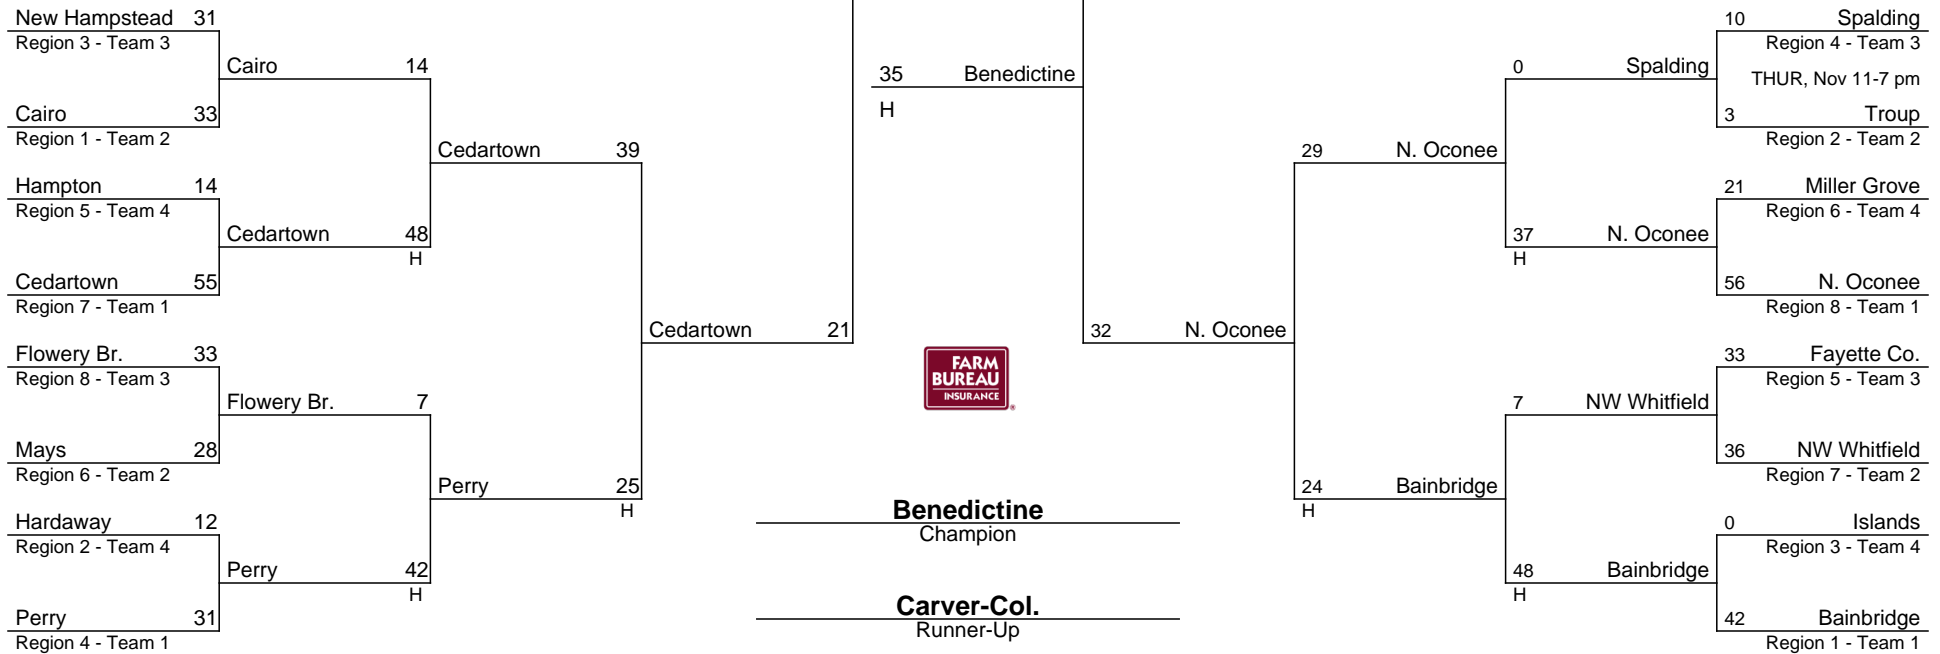 New Hampstead 31
Region 3 - Team 3
Cairo 14
Cairo 33
Region 1 - Team 2
Cedartown 39
Hampton 14
Region 5 - Team 4
Cedartown 48
H
Cedartown 55
Region 7 - Team 1
Cedartown 21
Flowery Br. 33
Region 8 - Team 3
Flowery Br. 7
Mays 28
Region 6 - Team 2
Perry 25
H
Hardaway 12
Region 2 - Team 4
Perry 42
H
Perry 31
Region 4 - Team 1
35 Benedictine
H
FARM
BUREAU
INSURANCE
®
Benedictine
Champion
Carver-Col.
Runner-Up
10 Spalding
Region 4 - Team 3
0 Spalding
THUR, Nov 11-7 pm
3 Troup
Region 2 - Team 2
29 N. Oconee
21 Miller Grove
Region 6 - Team 4
37 N. Oconee
H
56 N. Oconee
Region 8 - Team 1
32 N. Oconee
33 Fayette Co.
Region 5 - Team 3
7 NW Whitfield
36 NW Whitfield
Region 7 - Team 2
24 Bainbridge
H
0 Islands
Region 3 - Team 4
48 Bainbridge
H
42 Bainbridge
Region 1 - Team 1